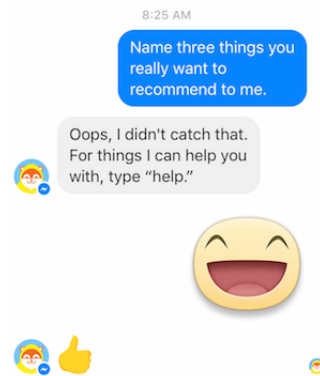 8:25 AM
Name three things you
really want to
recommend to me.
Oops, I didn't catch that.
For things I can help you
with, type “help.”